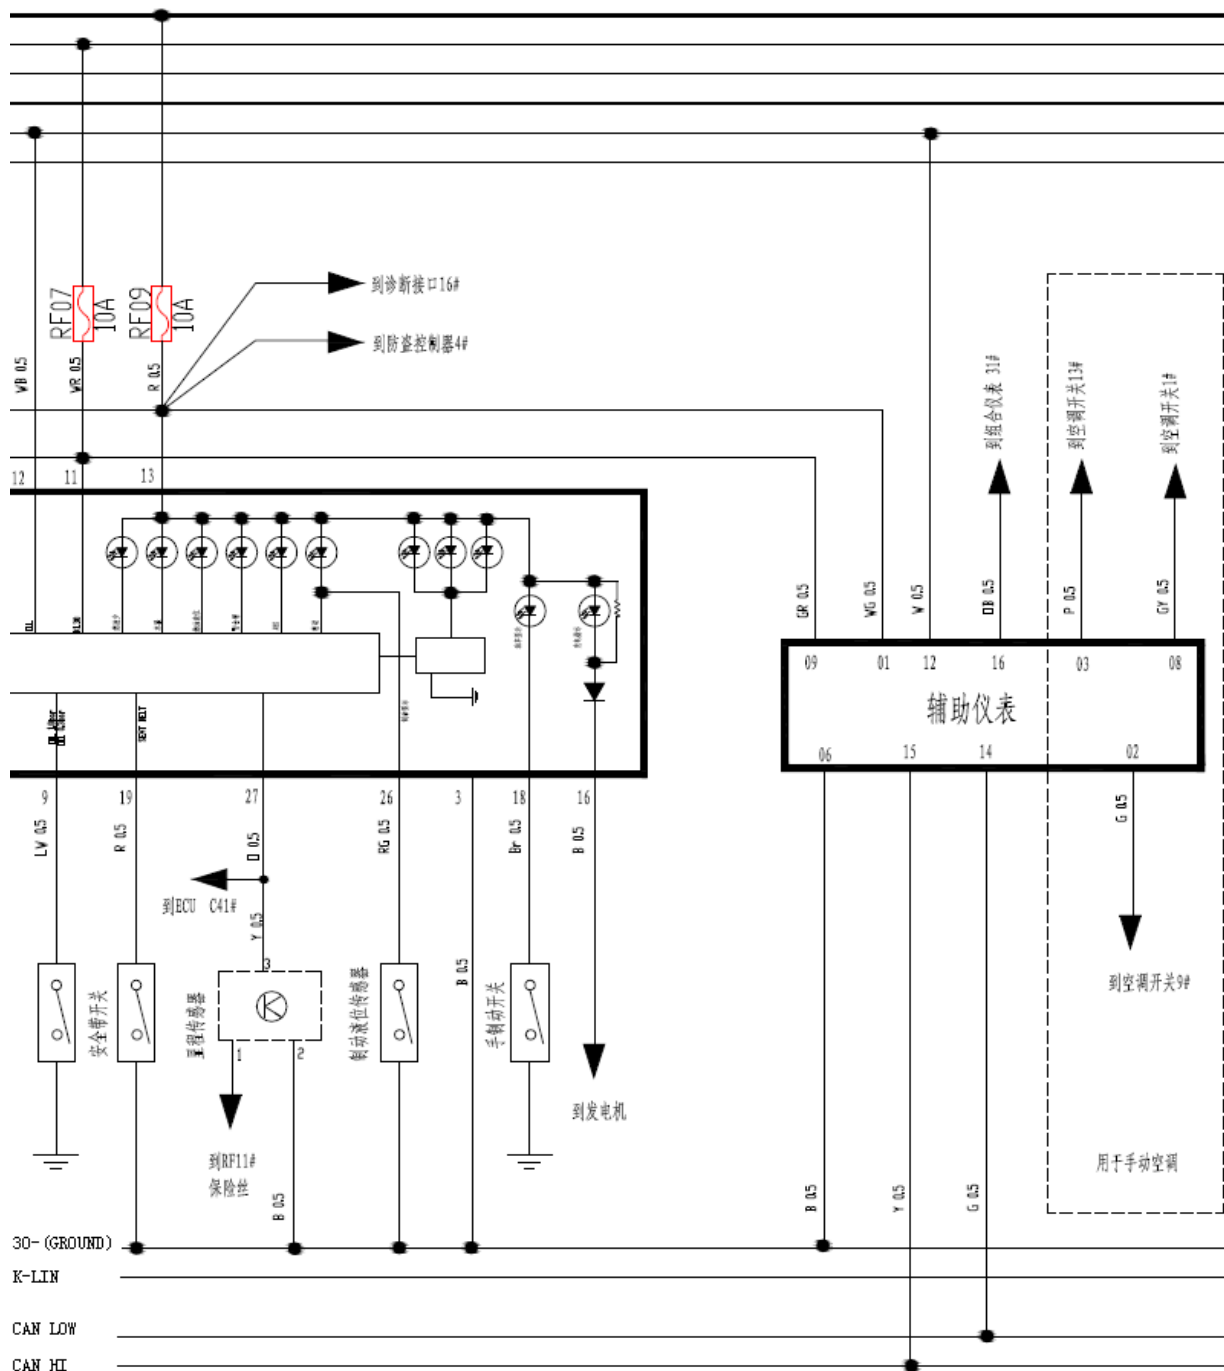 到诊断接口16#
RF07
10A
RF09
10A
到防盗控制器4#
WB 0.5
WR 0.5
R 0.5
到组合仪表 31#
到空调开关13#
到空调开关1#
12
11
13
GR 0.5
WG 0.5
W 0.5
P 0.5
GY 0.5
09
01
12
16
03
08
辅助仪表
SEAT BELT
06
15
14
02
9
19
27
26
3
18
16
LW 0.5
R 0.5
RG 0.5
Br 0.5
B 0.5
G 0.5
到ECU C41#
Y 0.5
3
B 0.5
安全带开关
里程传感器
制动液位传感器
手制动开关
到空调开关9#
1
2
到发电机
到RF11#
保险丝
用于手动空调
B 0.5
B 0.5
Y 0.5
G 0.5
30-(GROUND)
K-LIN
CAN LOW
CAN HI